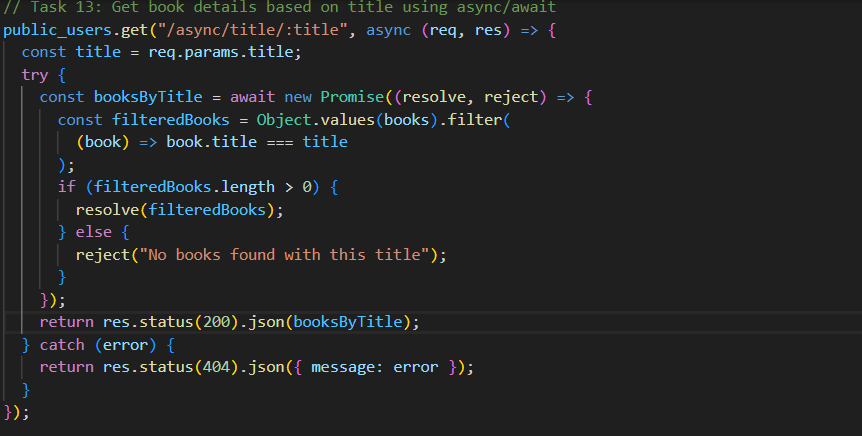 // Task 13: Get book details based on title using async/await
public_users.get("/async/title/:title", async (req, res) => {
  const title = req.params.title;
  try {
    const booksByTitle = await new Promise((resolve, reject) => {
      const filteredBooks = Object.values(books).filter(
        (book) => book.title === title
      );
      if (filteredBooks.length > 0) {
        resolve(filteredBooks);
      } else {
        reject("No books found with this title");
      }
    });
    return res.status(200).json(booksByTitle);
  } catch (error) {
    return res.status(404).json({ message: error });
  }
});